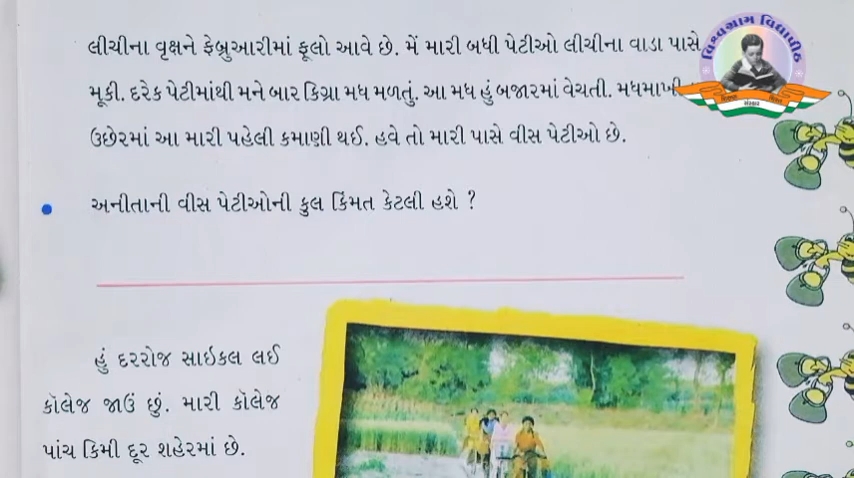 વિશ્વગ્રામ વિદ્યાપીઠ
લીચીના વૃક્ષને ફેબ્રુઆરીમાં ફૂલો આવે છે. મેં મારી બધી પેટીઓ લીચીના વાડા પાસે
મૂકી. દરેક પેટીમાંથી મને બાર કિગ્રા મધ મળતું. આ મધ હું બજારમાં વેચતી. મધમાખી
ઉછેરમાં આ મારી પહેલી કમાણી થઈ. હવે તો મારી પાસે વીસ પેટીઓ છે.
અનીતાની વીસ પેટીઓની કુલ કિંમત કેટલી હશે ?
હું દરરોજ સાઇકલ લઈ
કૉલેજ જાઉં છું. મારી કૉલેજ
પાંચ કિમી દૂર શહેરમાં છે.